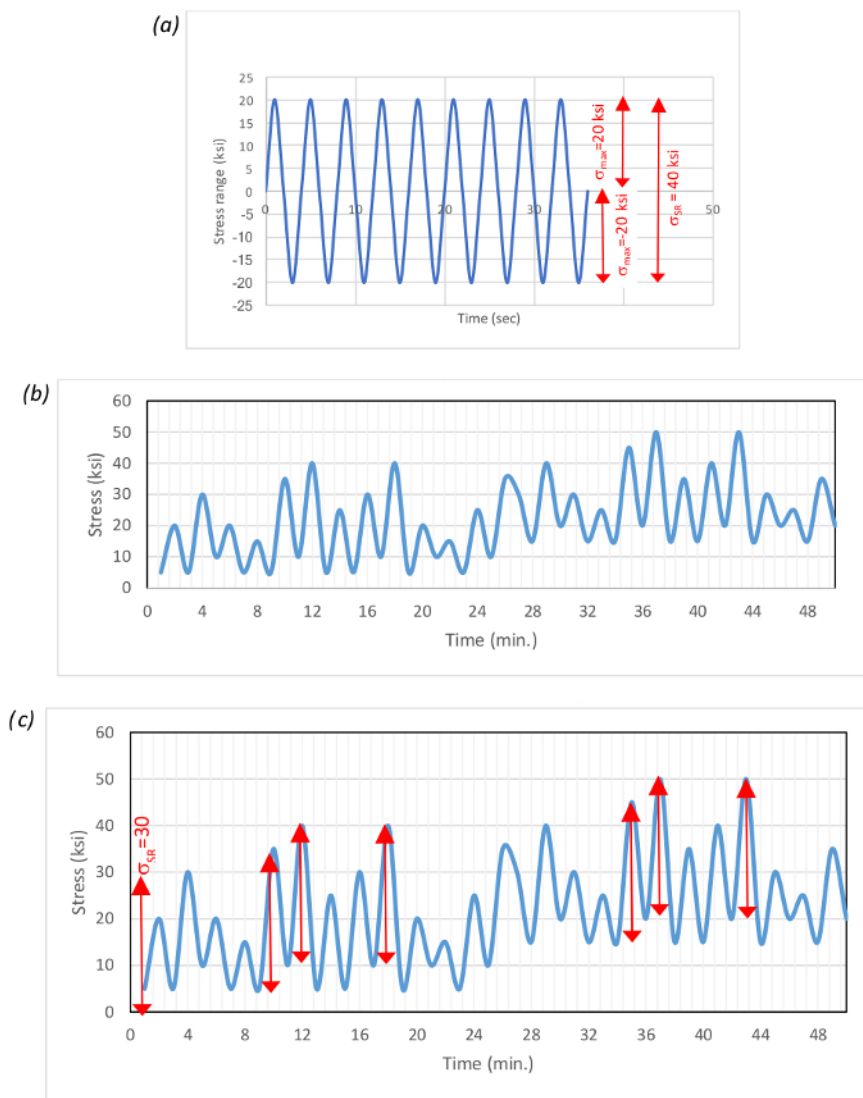 (a)
25
20
15
10
5
0
-5
-10
-15
-20
-25
Stress range (ksi)
0 10 20 30 40 50
Time (sec)
σmax=20 ksi
σmax=-20 ksi
σSR = 40 ksi
(b)
60
50
40
30
20
10
0
Stress (ksi)
0 4 8 12 16 20 24 28 32 36 40 44 48
Time (min.)
(c)
60
50
40
30
20
10
0
Stress (ksi)
σSR=30
0 4 8 12 16 20 24 28 32 36 40 44 48
Time (min.)